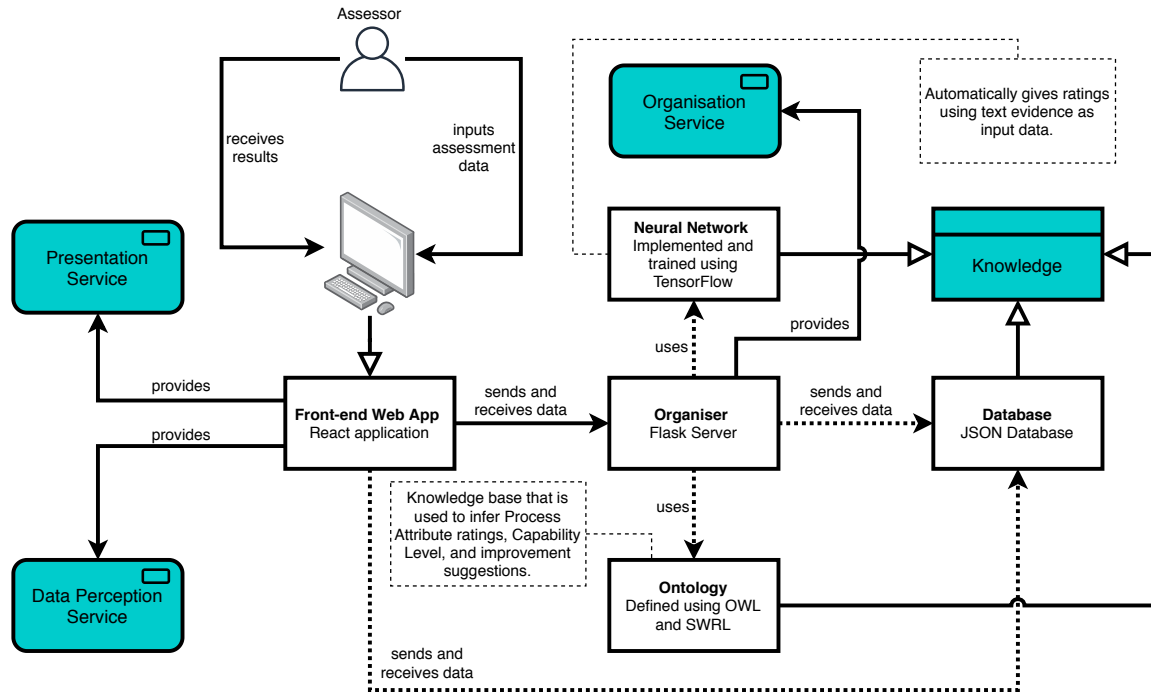 Assessor
receives
results
inputs
assessment
data
Organisation
Service
Automatically gives ratings
using text evidence as
input data.
Presentation
Service
Neural Network
Implemented and
trained using
TensorFlow
Knowledge
provides
uses
provides
Front-end Web App
React application
sends and
receives data
Organiser
Flask Server
sends and
receives data
Database
JSON Database
provides
Knowledge base that is
used to infer Process
Attribute ratings, Capability
Level, and improvement
suggestions.
uses
Data Perception
Service
Ontology
Defined using OWL
and SWRL
sends and
receives data